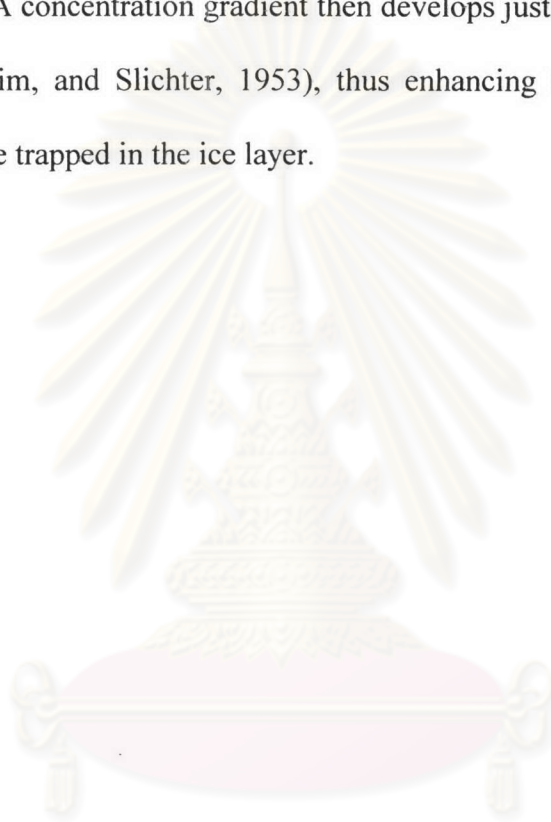 A concentration gradient then develops just
im, and Slichter, 1953), thus enhancing
e trapped in the ice layer.